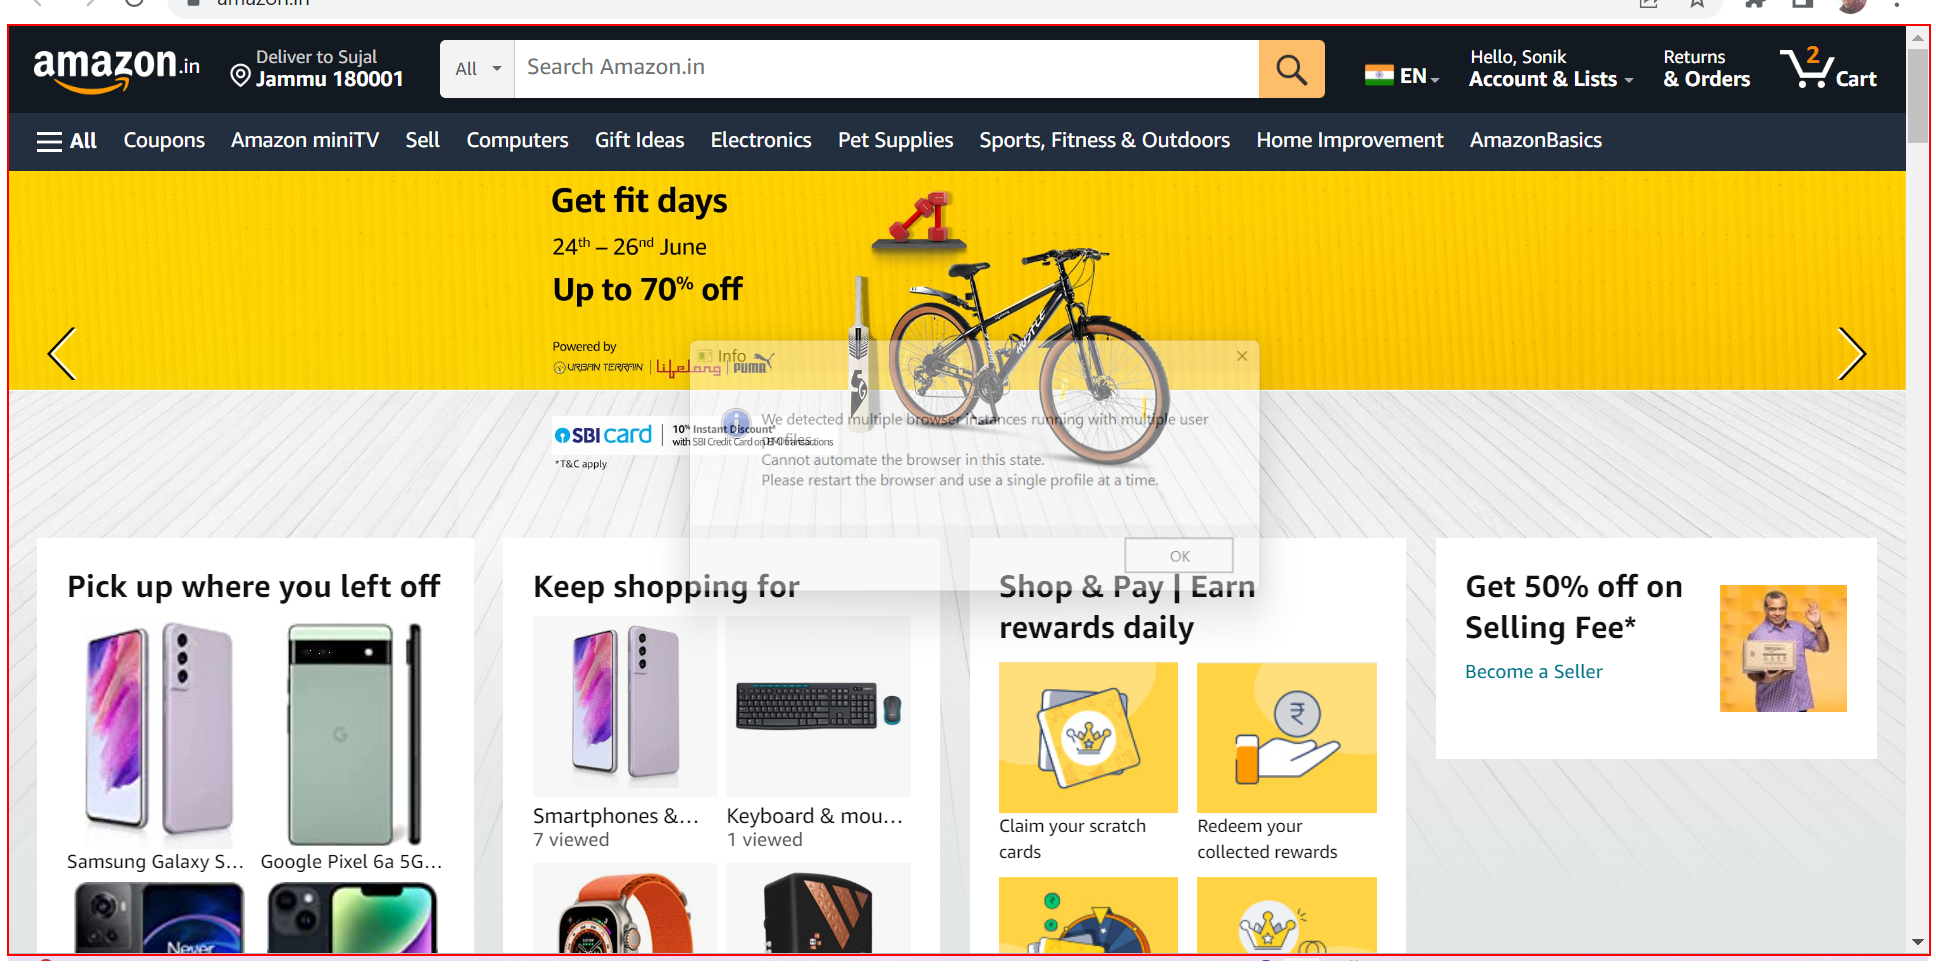 amazon.in
amazon.in
Deliver to Sujal
Jammu 180001
All
Search Amazon.in
EN
Hello, Sonik
Account & Lists
Returns
& Orders
2
Cart
All
Coupons
Amazon miniTV
Sell
Computers
Gift Ideas
Electronics
Pet Supplies
Sports, Fitness & Outdoors
Home Improvement
AmazonBasics
Get fit days
24th – 26nd June
Up to 70% off
Powered by
URBAN TERRAIN
Lifelong
PUMA
HUSTLE
SG
SBI card
10% Instant Discount*
with SBI Credit Card on EMI transactions
*T&C apply
Info
We detected multiple browser instances running with multiple user
profiles.
Cannot automate the browser in this state.
Please restart the browser and use a single profile at a time.
OK
Pick up where you left off
Samsung Galaxy S...
Google Pixel 6a 5G...
Never
Keep shopping for
Smartphones &...
7 viewed
Keyboard & mou...
1 viewed
Shop & Pay | Earn
rewards daily
Claim your scratch
cards
Redeem your
collected rewards
Get 50% off on
Selling Fee*
Become a Seller